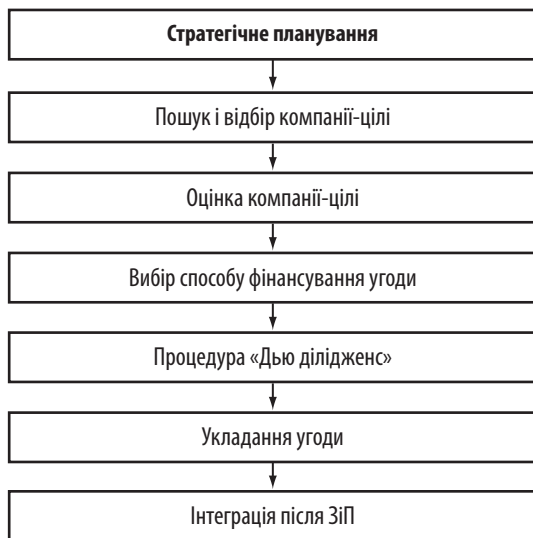 Стратегічне планування
Пошук і відбір компанії-цілі
Оцінка компанії-цілі
Вибір способу фінансування угоди
Процедура «Дью ділідженс»
Укладання угоди
Інтеграція після ЗіП